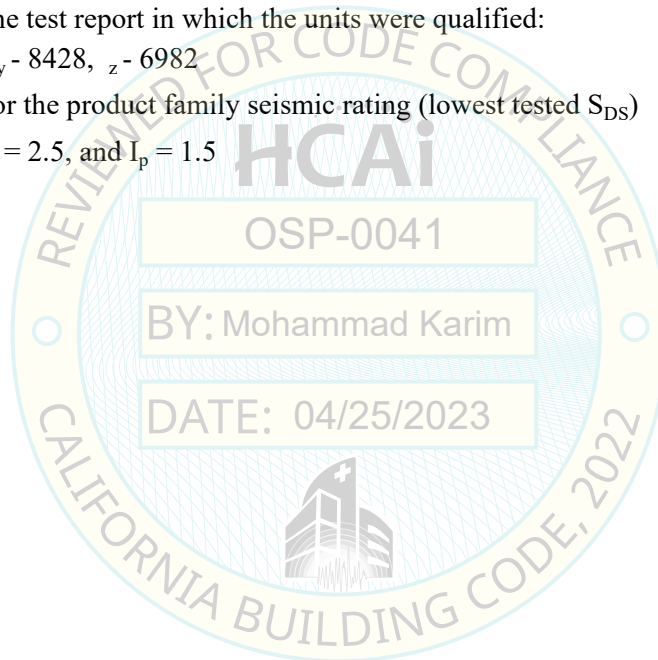 he test report in which the units were qualified:
y - 8428, z - 6982
or the product family seismic rating (lowest tested SDS)
= 2.5, and Ip = 1.5
REVIEWED FOR CODE COMPLIANCE
HCAi
OSP-0041
BY: Mohammad Karim
DATE: 04/25/2023
CALIFORNIA BUILDING CODE, 2022